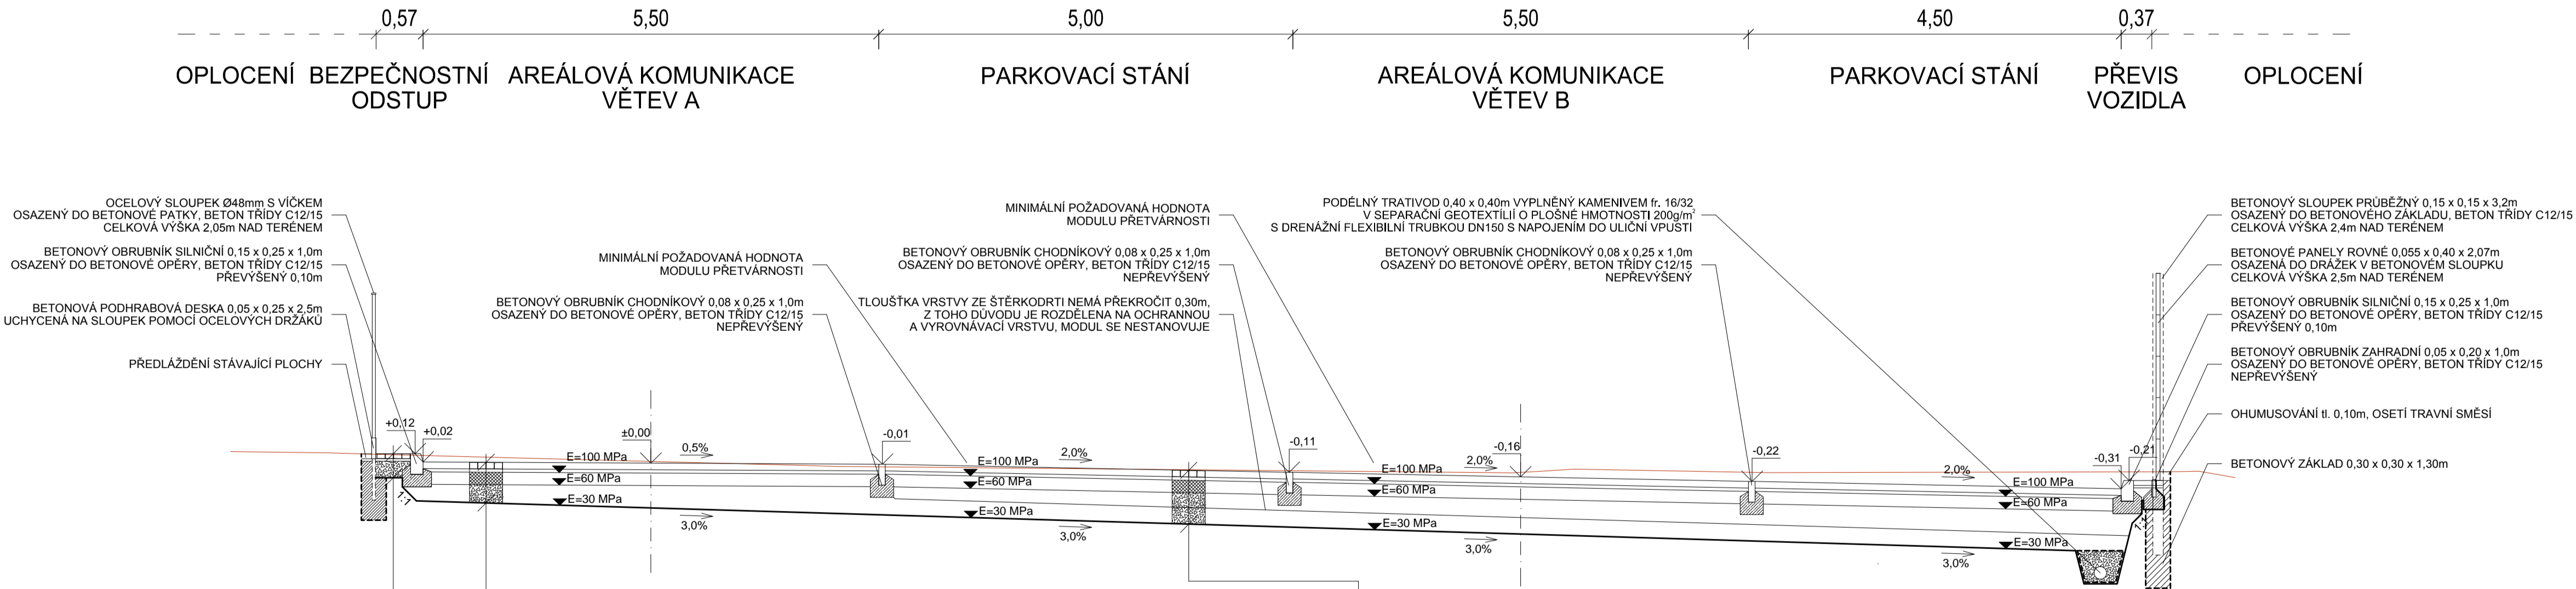 0,57 5,50 5,00 5,50 4,50 0,37
OPLOCENÍ BEZPEČNOSTNÍ AREÁLOVÁ KOMUNIKACE PARKOVACÍ STÁNÍ AREÁLOVÁ KOMUNIKACE PARKOVACÍ STÁNÍ PŘEVIS OPLOCENÍ
ODSTUP VĚTEV A VĚTEV B VOZIDLA
OCELOVÝ SLOUPEK Ø48mm S VÍČKEM
OSAZENÝ DO BETONOVÉ PATKY, BETON TŘÍDY C12/15
CELKOVÁ VÝŠKA 2,05m NAD TERÉNEM
BETONOVÝ OBRUBNÍK SILNIČNÍ 0,15 x 0,25 x 1,0m
OSAZENÝ DO BETONOVÉ OPĚRY, BETON TŘÍDY C12/15
PŘEVÝŠENÝ 0,10m
BETONOVÁ PODHRABOVÁ DESKA 0,05 x 0,25 x 2,5m
UCHYCENÁ NA SLOUPEK POMOCÍ OCELOVÝCH DRŽÁKŮ
PŘEDLÁŽDĚNÍ STÁVAJÍCÍ PLOCHY
MINIMÁLNÍ POŽADOVANÁ HODNOTA
MODULU PŘETVÁRNOSTI
BETONOVÝ OBRUBNÍK CHODNÍKOVÝ 0,08 x 0,25 x 1,0m
OSAZENÝ DO BETONOVÉ OPĚRY, BETON TŘÍDY C12/15
NEPŘEVÝŠENÝ
MINIMÁLNÍ POŽADOVANÁ HODNOTA
MODULU PŘETVÁRNOSTI
BETONOVÝ OBRUBNÍK CHODNÍKOVÝ 0,08 x 0,25 x 1,0m
OSAZENÝ DO BETONOVÉ OPĚRY, BETON TŘÍDY C12/15
NEPŘEVÝŠENÝ
TLOUŠŤKA VRSTVY ZE ŠTĚRKODRTI NEMÁ PŘEKROČIT 0,30m,
Z TOHO DŮVODU JE ROZDĚLENA NA OCHRANNOU
A VYROVNÁVACÍ VRSTVU, MODUL SE NESTANOVUJE
PODÉLNÝ TRATIVOD 0,40 x 0,40m VYPLNĚNÝ KAMENIVEM fr. 16/32
V SEPARAČNÍ GEOTEXTÍLIÍ O PLOŠNÉ HMOTNOSTI 200g/m²
S DRENÁŽNÍ FLEXIBILNÍ TRUBKOU DN150 S NAPOJENÍM DO ULIČNÍ VPUSTI
BETONOVÝ OBRUBNÍK CHODNÍKOVÝ 0,08 x 0,25 x 1,0m
OSAZENÝ DO BETONOVÉ OPĚRY, BETON TŘÍDY C12/15
NEPŘEVÝŠENÝ
BETONOVÝ SLOUPEK PRŮBĚŽNÝ 0,15 x 0,15 x 3,2m
OSAZENÝ DO BETONOVÉHO ZÁKLADU, BETON TŘÍDY C12/15
CELKOVÁ VÝŠKA 2,4m NAD TERÉNEM
BETONOVÉ PANELY ROVNÉ 0,055 x 0,40 x 2,07m
OSAZENÁ DO DRÁŽEK V BETONOVÉM SLOUPKU
CELKOVÁ VÝŠKA 2,5m NAD TERÉNEM
BETONOVÝ OBRUBNÍK SILNIČNÍ 0,15 x 0,25 x 1,0m
OSAZENÝ DO BETONOVÉ OPĚRY, BETON TŘÍDY C12/15
PŘEVÝŠENÝ 0,10m
BETONOVÝ OBRUBNÍK ZAHRADNÍ 0,05 x 0,20 x 1,0m
OSAZENÝ DO BETONOVÉ OPĚRY, BETON TŘÍDY C12/15
NEPŘEVÝŠENÝ
OHUMUSOVÁNÍ tl. 0,10m, OSETÍ TRAVNÍ SMĚSÍ
BETONOVÝ ZÁKLAD 0,30 x 0,30 x 1,30m
+0,12 +0,02 ±0,00 0,5% -0,01 2,0% -0,11 -0,16 2,0% -0,22 2,0% -0,31 -0,21
E=100 MPa E=100 MPa E=100 MPa E=100 MPa
E=60 MPa E=60 MPa E=60 MPa E=60 MPa
E=30 MPa E=30 MPa E=30 MPa E=30 MPa
1:1 3,0% 3,0% 3,0% 3,0% 1:1